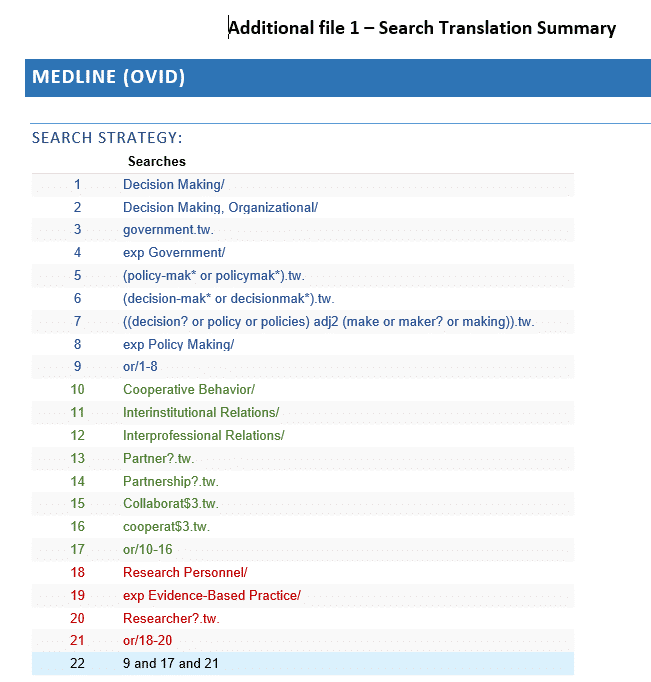 Additional file 1 – Search Translation Summary
MEDLINE (OVID)
SEARCH STRATEGY:
Searches
1 Decision Making/
2 Decision Making, Organizational/
3 government.tw.
4 exp Government/
5 (policy-mak* or policymak*).tw.
6 (decision-mak* or decisionmak*).tw.
7 ((decision? or policy or policies) adj2 (make or maker? or making)).tw.
8 exp Policy Making/
9 or/1-8
10 Cooperative Behavior/
11 Interinstitutional Relations/
12 Interprofessional Relations/
13 Partner?.tw.
14 Partnership?.tw.
15 Collaborat$3.tw.
16 cooperat$3.tw.
17 or/10-16
18 Research Personnel/
19 exp Evidence-Based Practice/
20 Researcher?.tw.
21 or/18-20
22 9 and 17 and 21